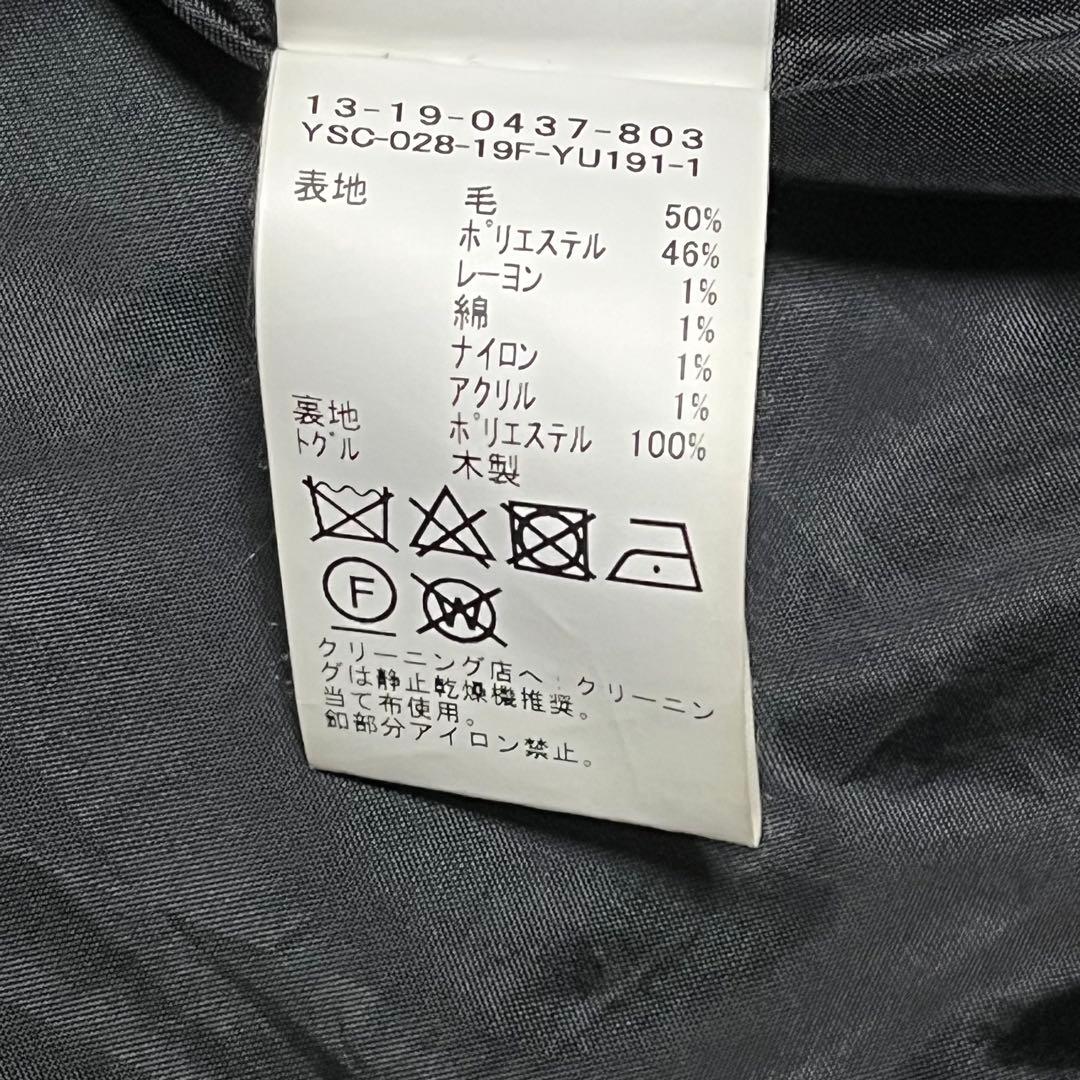 13-19-0437-803
YSC-028-19F-YU191-1
表地 毛 50%
ポリエステル 46%
レーヨン 1%
綿 1%
ナイロン 1%
アクリル 1%
裏地 ポリエステル 100%
トグル 木製
F W
クリーニング店へ クリーニン
グは静止乾燥機推奨。
当て布使用。
釦部分アイロン禁止。